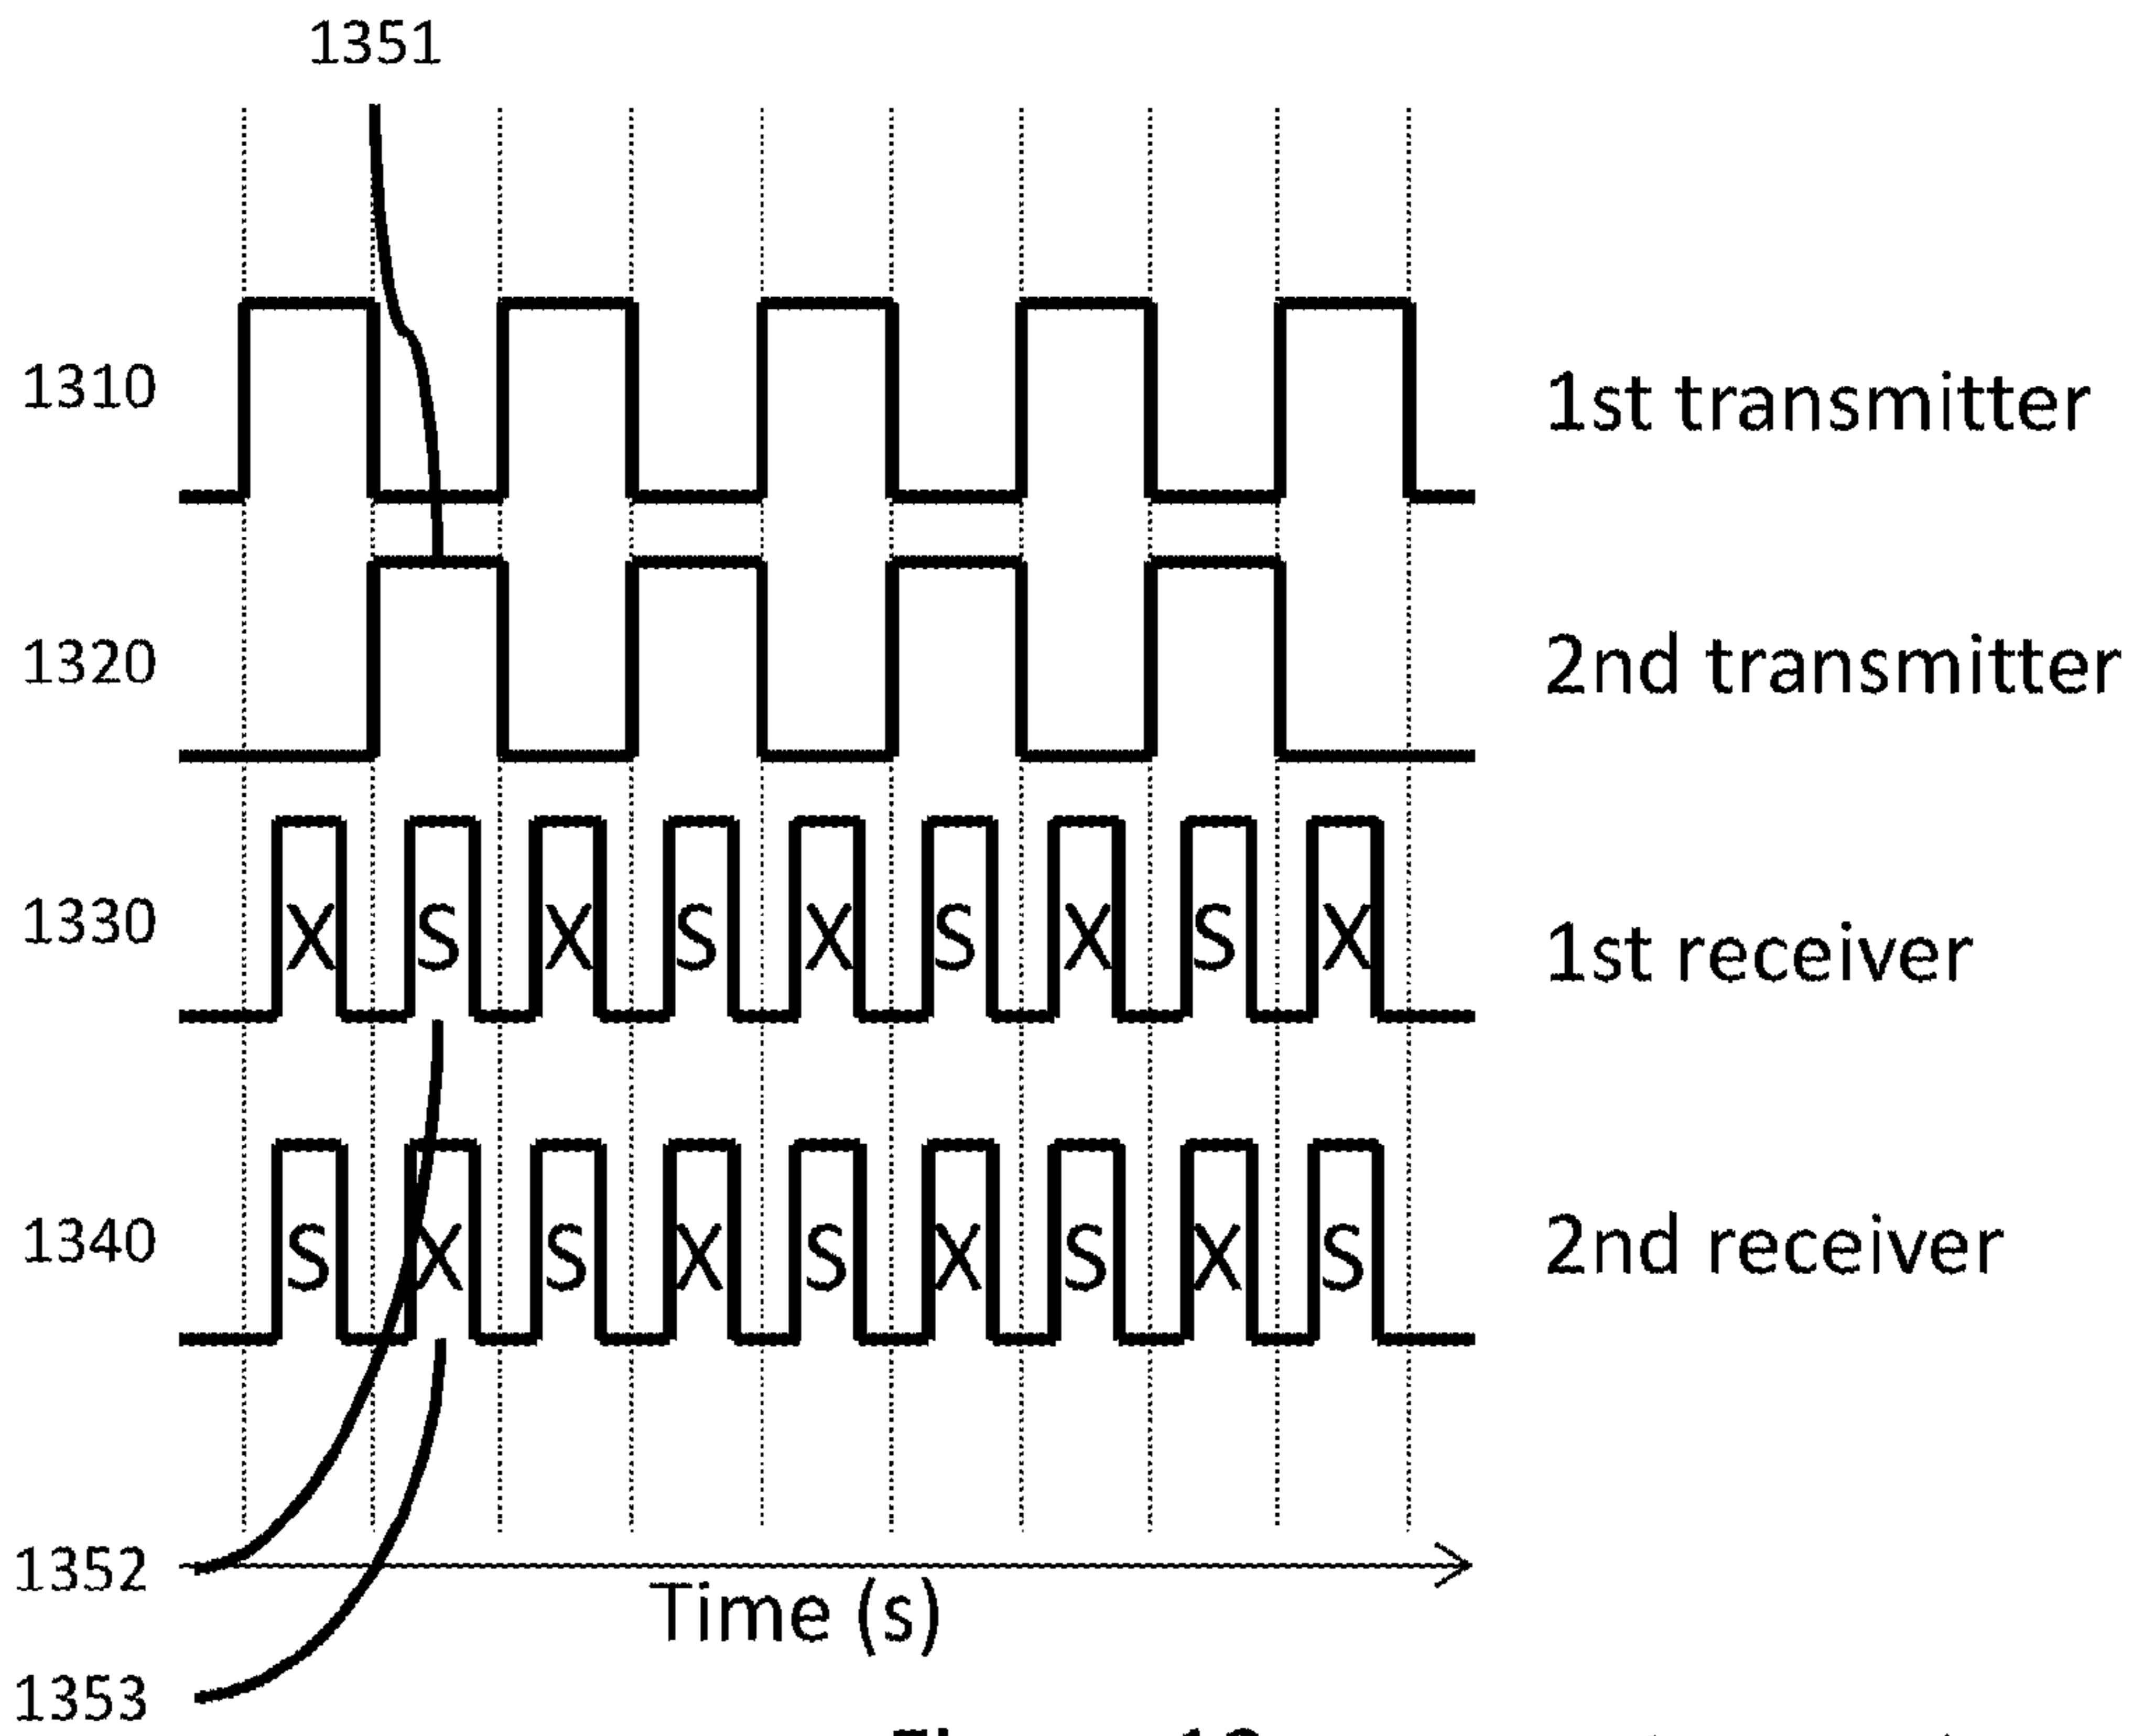 1351
1310
1st transmitter
1320
2nd transmitter
X S X S X S X S X
1330
1st receiver
S X S X S X S X S
1340
2nd receiver
1352
Time (s)
1353